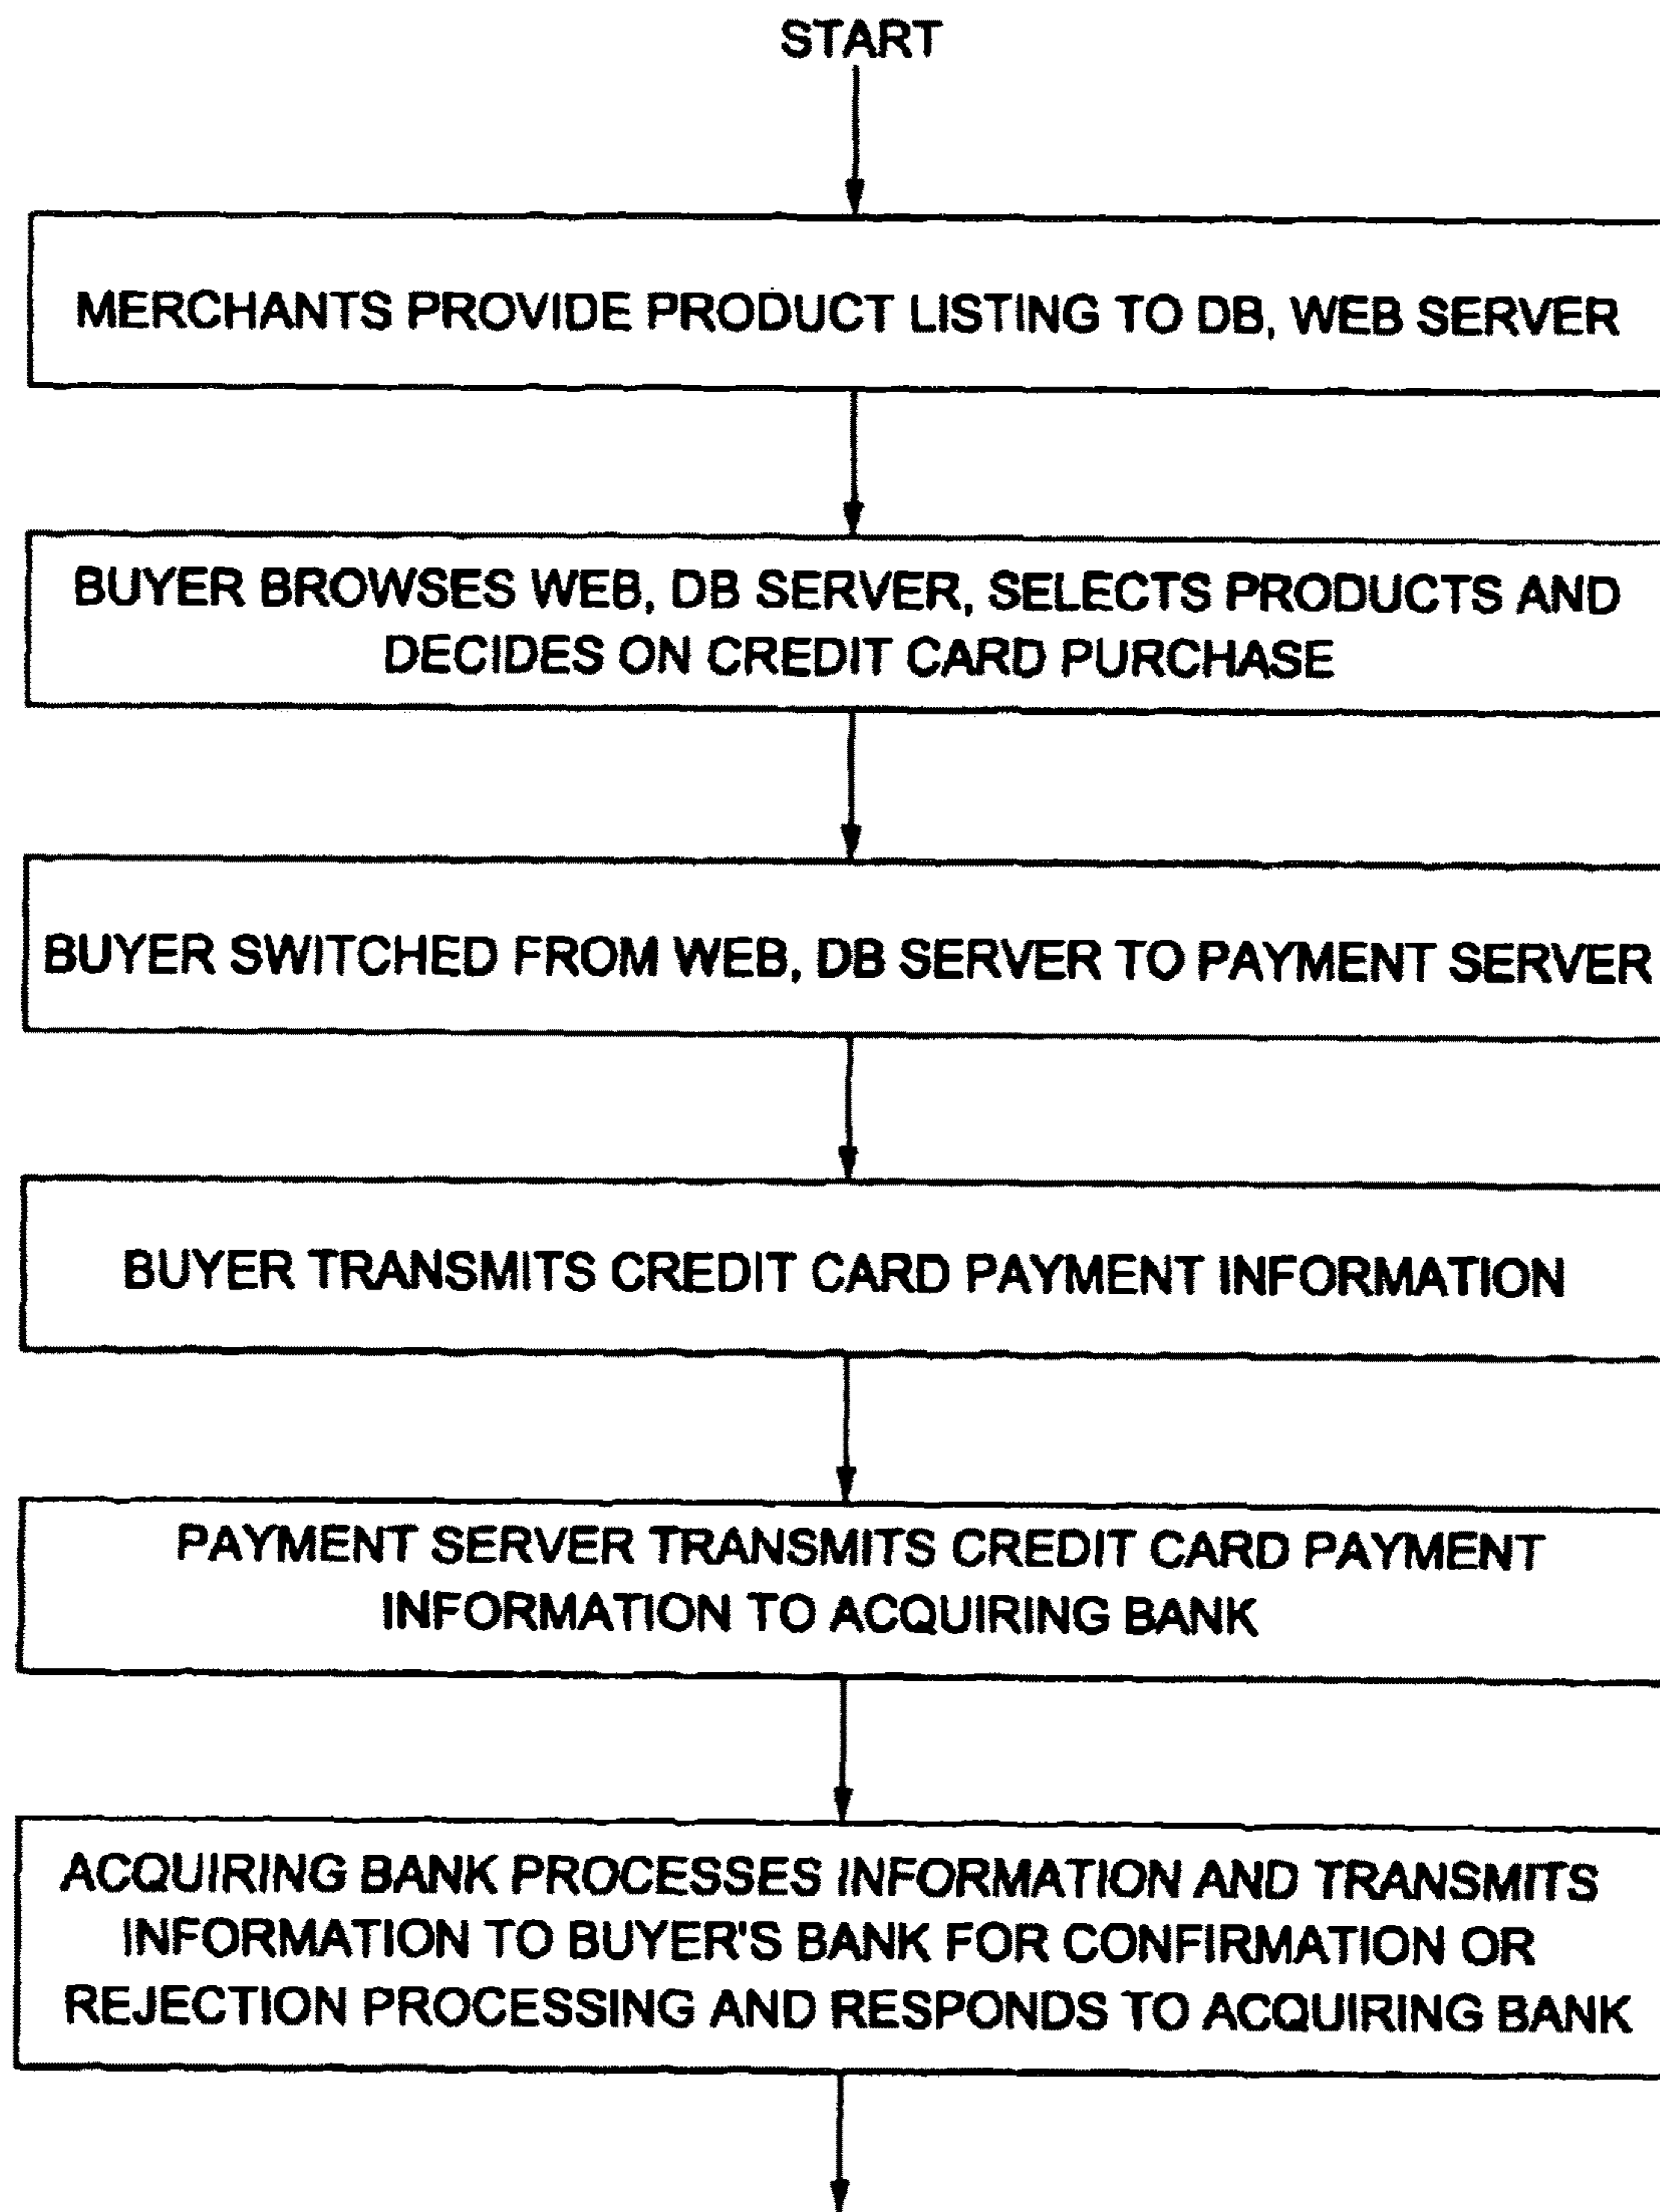 START
MERCHANTS PROVIDE PRODUCT LISTING TO DB, WEB SERVER
BUYER BROWSES WEB, DB SERVER, SELECTS PRODUCTS AND
DECIDES ON CREDIT CARD PURCHASE
BUYER SWITCHED FROM WEB, DB SERVER TO PAYMENT SERVER
BUYER TRANSMITS CREDIT CARD PAYMENT INFORMATION
PAYMENT SERVER TRANSMITS CREDIT CARD PAYMENT
INFORMATION TO ACQUIRING BANK
ACQUIRING BANK PROCESSES INFORMATION AND TRANSMITS
INFORMATION TO BUYER'S BANK FOR CONFIRMATION OR
REJECTION PROCESSING AND RESPONDS TO ACQUIRING BANK